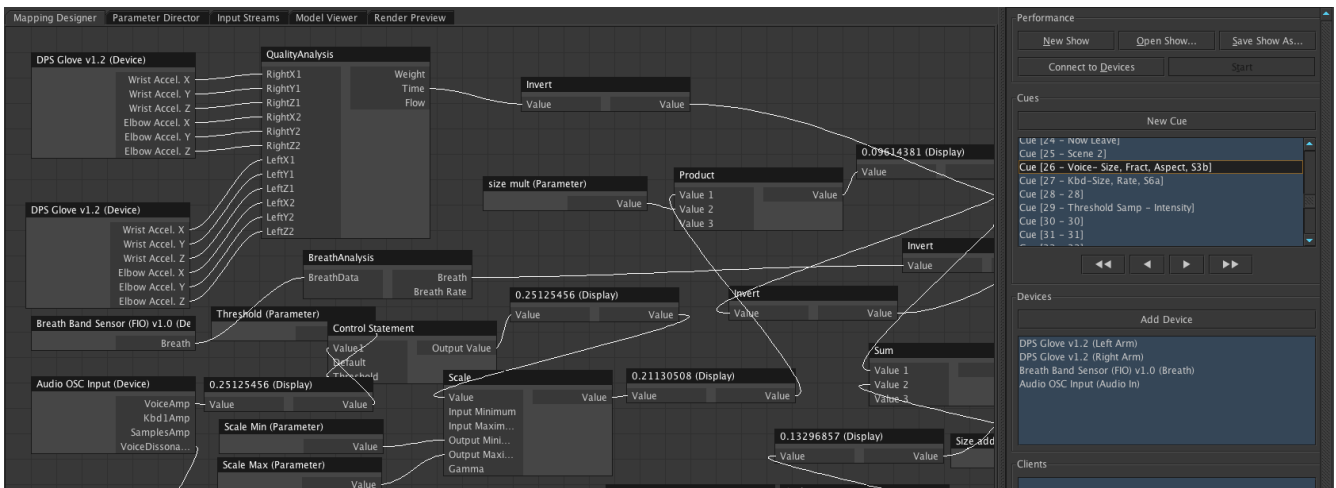 Mapping Designer
Parameter Director
Input Streams
Model Viewer
Render Preview
DPS Glove v1.2 (Device)
Wrist Accel. X
Wrist Accel. Y
Wrist Accel. Z
Elbow Accel. X
Elbow Accel. Y
Elbow Accel. Z
QualityAnalysis
RightX1
RightY1
RightZ1
RightX2
RightY2
RightZ2
LeftX1
LeftY1
LeftZ1
LeftX2
LeftY2
LeftZ2
Weight
Time
Flow
Invert
Value
Value
size mult (Parameter)
Value
Product
Value 1
Value 2
Value 3
Value
0.09614381 (Display)
Value
DPS Glove v1.2 (Device)
Wrist Accel. X
Wrist Accel. Y
Wrist Accel. Z
Elbow Accel. X
Elbow Accel. Y
Elbow Accel. Z
BreathAnalysis
BreathData
Breath
Breath Rate
Invert
Value
Breath Band Sensor (FIO) v1.0 (De
Breath
Threshold (Parameter)
Control Statement
Value1
Default
Threshold
Output Value
0.25125456 (Display)
Value
Value
Invert
Value
Value
Sum
Value 1
Value 2
Value 3
Audio OSC Input (Device)
VoiceAmp
Kbd1Amp
SamplesAmp
VoiceDissona...
0.25125456 (Display)
Value
Value
Scale
Value
Input Minimum
Input Maxim...
Output Mini...
Output Maxi...
Gamma
Value
0.21130508 (Display)
Value
Value
Scale Min (Parameter)
Value
Scale Max (Parameter)
Value
0.13296857 (Display)
Value
Value
Size add
Performance
New Show
Open Show...
Save Show As...
Connect to Devices
Start
Cues
New Cue
Cue [24 - Now Leave]
Cue [25 - Scene 2]
Cue [26 - Voice- Size, Fract, Aspect, S3b]
Cue [27 - Kbd-Size, Rate, S6a]
Cue [28 - 28]
Cue [29 - Threshold Samp - Intensity]
Cue [30 - 30]
Cue [31 - 31]
Devices
Add Device
DPS Glove v1.2 (Left Arm)
DPS Glove v1.2 (Right Arm)
Breath Band Sensor (FIO) v1.0 (Breath)
Audio OSC Input (Audio In)
Clients